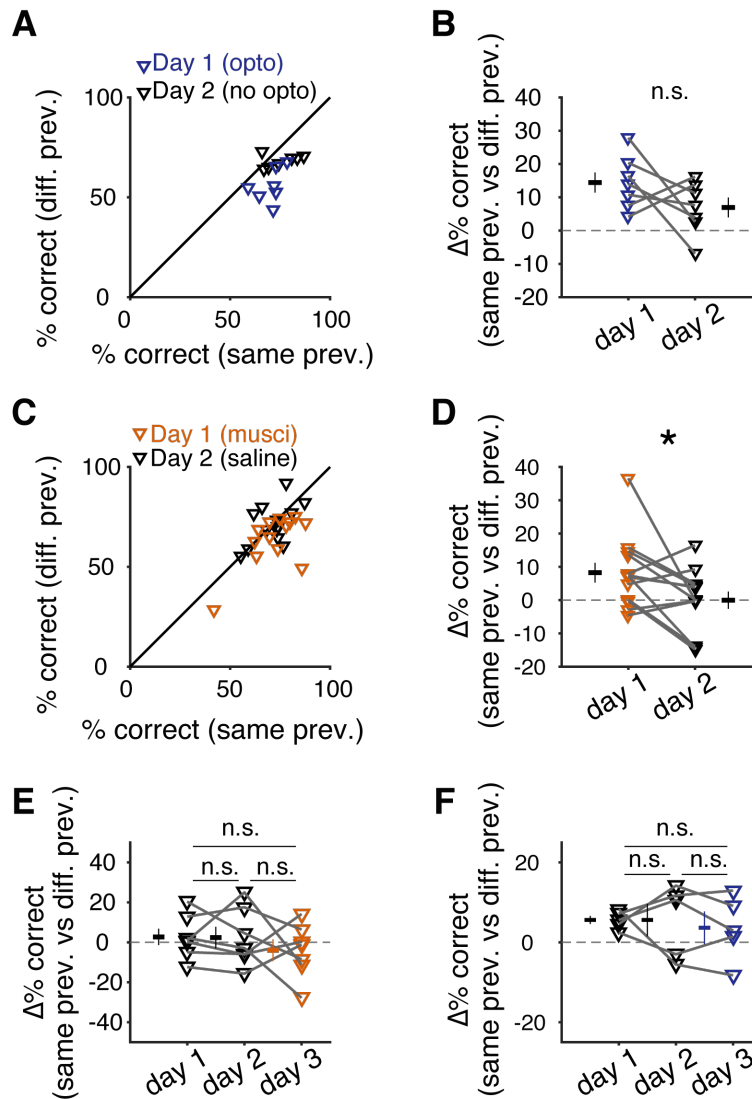 A
Day 1 (opto)
Day 2 (no opto)
100
50
0
0
50
100
% correct (diff. prev.)
% correct (same prev.)
B
n.s.
Δ% correct
(same prev. vs diff. prev.)
40
30
20
10
0
-10
-20
day 1
day 2
C
Day 1 (musci)
Day 2 (saline)
100
50
0
0
50
100
% correct (diff. prev.)
% correct (same prev.)
D
*
Δ% correct
(same prev. vs diff. prev.)
40
30
20
10
0
10
20
day 1
day 2
E
n.s.
n.s.
n.s.
Δ% correct
(same prev. vs diff. prev.)
40
20
0
-20
-40
day 1
day 2
day 3
F
n.s.
n.s.
n.s.
Δ% correct
(same prev. vs diff. prev.)
20
0
-20
day 1
day 2
day 3